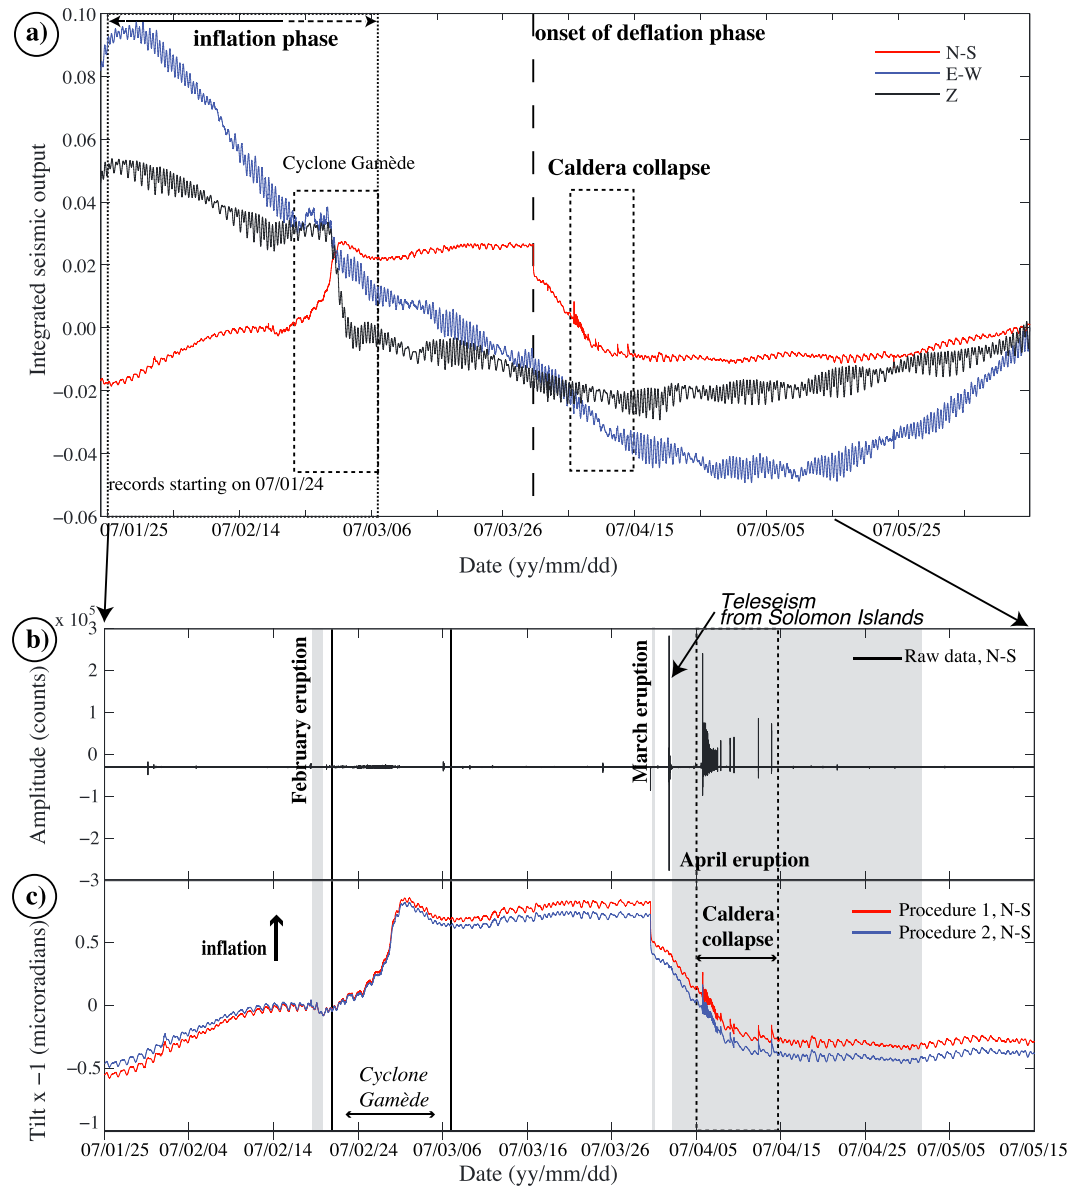 a)
inflation phase
onset of deflation phase
N-S
E-W
Z
Cyclone Gamède
Caldera collapse
records starting on 07/01/24
Integrated seismic output
0.10
0.08
0.06
0.04
0.02
0.00
−0.02
−0.04
−0.06
07/01/25 07/02/14 07/03/06 07/03/26 07/04/15 07/05/05 07/05/25
Date (yy/mm/dd)
b)
x 10⁵
Teleseism
from Solomon Islands
Raw data, N-S
February eruption
March eruption
April eruption
Amplitude (counts)
3
2
1
0
−1
−2
−3
c)
inflation
Caldera
collapse
Procedure 1, N-S
Procedure 2, N-S
Cyclone
Gamède
Tilt x −1 (microradians)
0.5
0
−0.5
−1
07/01/25 07/02/04 07/02/14 07/02/24 07/03/06 07/03/16 07/03/26 07/04/05 07/04/15 07/04/25 07/05/05 07/05/15
Date (yy/mm/dd)